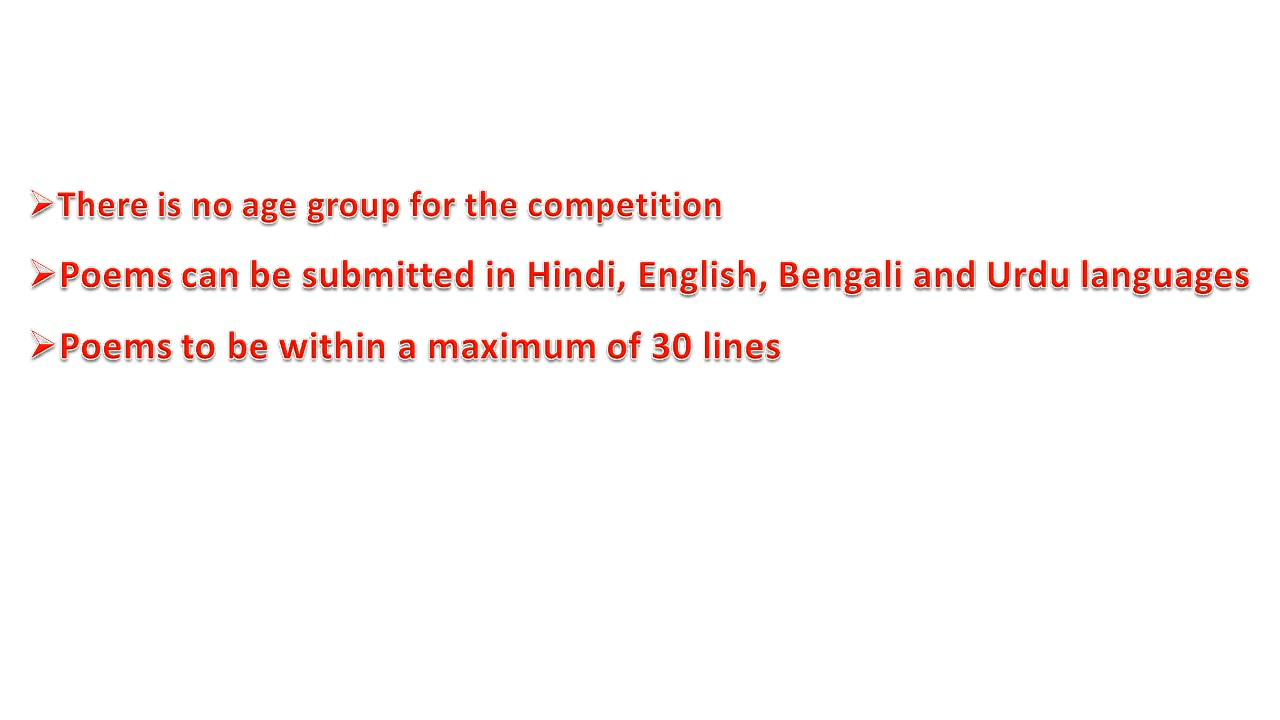 ➢There is no age group for the competition
➢Poems can be submitted in Hindi, English, Bengali and Urdu languages
➢Poems to be within a maximum of 30 lines